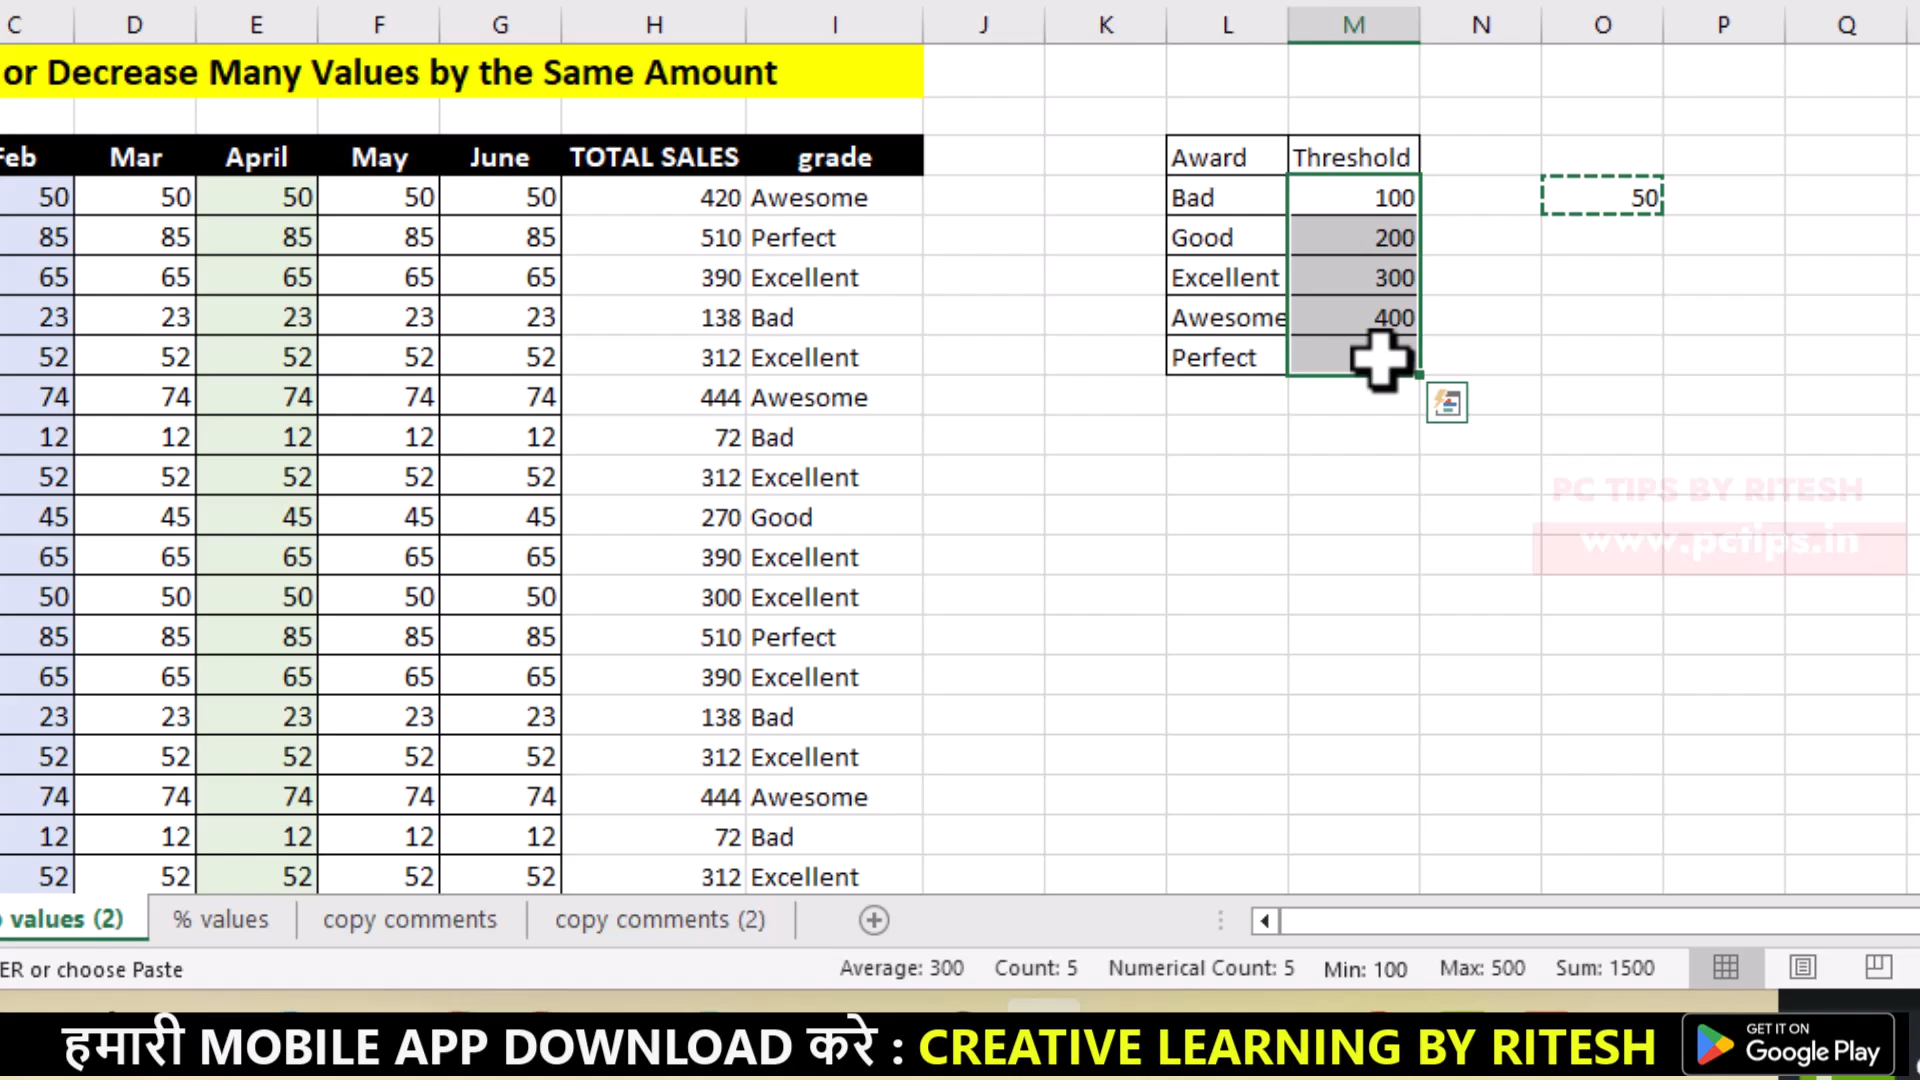 C D E F G H I J K L M N O P Q
or Decrease Many Values by the Same Amount
Feb Mar April May June TOTAL SALES grade Award Threshold
50 50 50 50 50 420 Awesome Bad 100 50
85 85 85 85 85 510 Perfect Good 200
65 65 65 65 65 390 Excellent Excellent 300
23 23 23 23 23 138 Bad Awesome 400
52 52 52 52 52 312 Excellent Perfect
74 74 74 74 74 444 Awesome
12 12 12 12 12 72 Bad
52 52 52 52 52 312 Excellent
PC TIPS BY RITESH
45 45 45 45 45 270 Good
www.pctips.in
65 65 65 65 65 390 Excellent
50 50 50 50 50 300 Excellent
85 85 85 85 85 510 Perfect
65 65 65 65 65 390 Excellent
23 23 23 23 23 138 Bad
52 52 52 52 52 312 Excellent
74 74 74 74 74 444 Awesome
12 12 12 12 12 72 Bad
52 52 52 52 52 312 Excellent
values (2) % values copy comments copy comments (2)
ER or choose Paste Average: 300 Count: 5 Numerical Count: 5 Min: 100 Max: 500 Sum: 1500
हमारी MOBILE APP DOWNLOAD करे : CREATIVE LEARNING BY RITESH
GET IT ON
Google Play